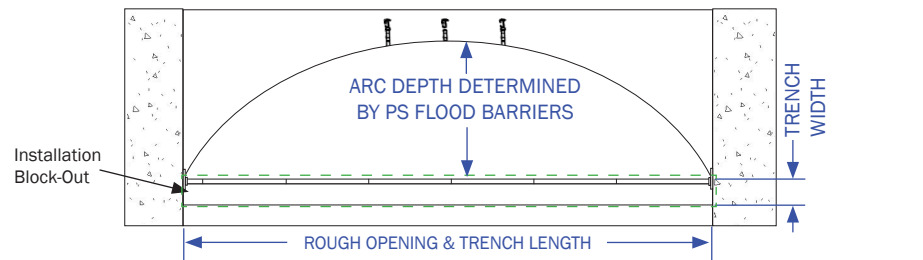 ARC DEPTH DETERMINED
BY PS FLOOD BARRIERS
TRENCH
WIDTH
Installation
Block-Out
ROUGH OPENING & TRENCH LENGTH